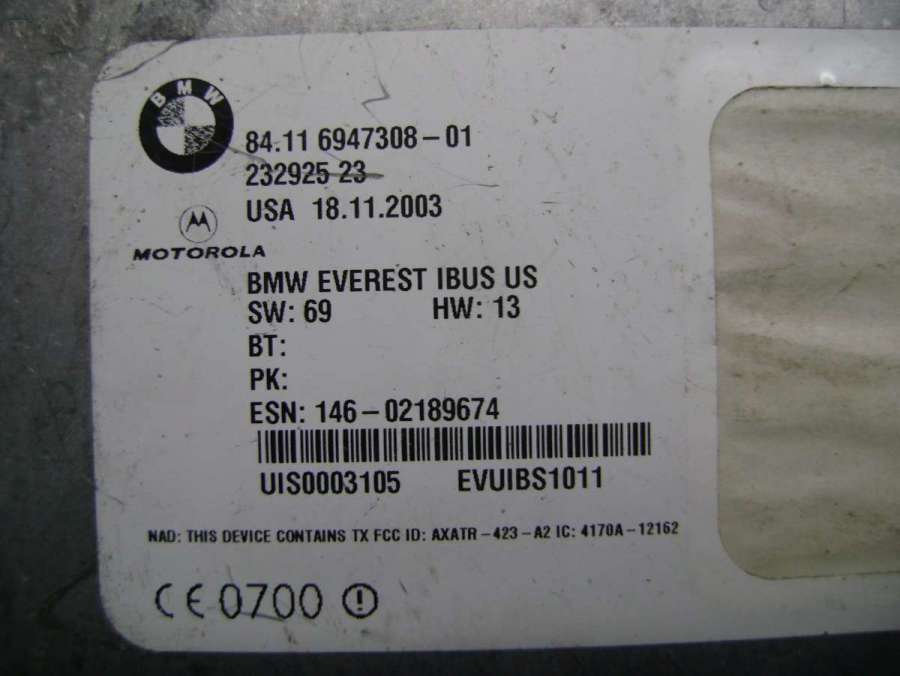 BMW
84.11 6947308-01
232925 23
USA 18.11.2003
MOTOROLA
BMW EVEREST IBUS US
SW: 69 HW: 13
BT:
PK:
ESN: 146-02189674
UIS0003105 EVUIBS1011
NAD: THIS DEVICE CONTAINS TX FCC ID: AXATR-423-A2 IC: 4170A-12162
CE0700